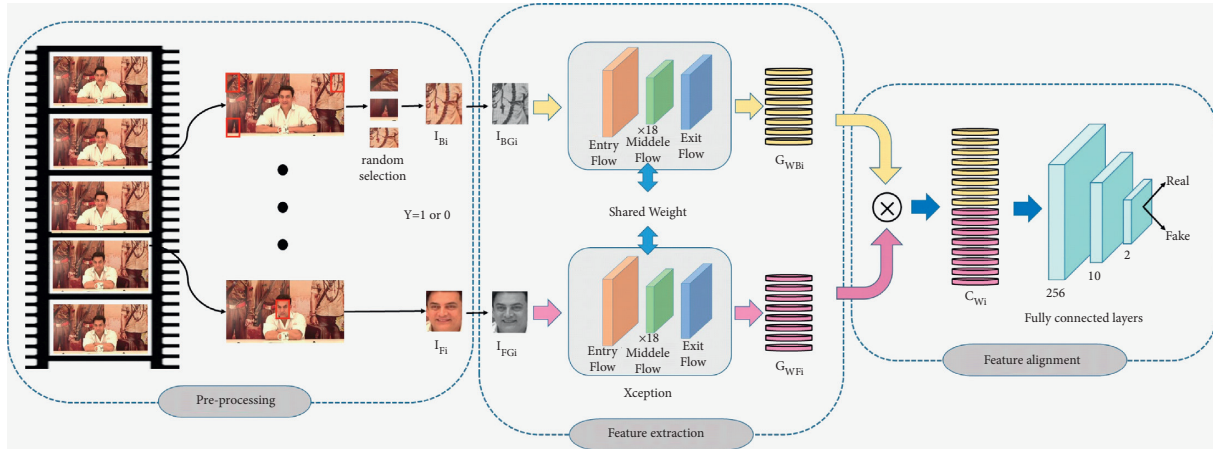 random
selection
I_Bi
I_BGi
Y=1 or 0
I_Fi
I_FGi
Pre-processing
Entry
Flow
×18
Middele
Flow
Exit
Flow
G_WBi
Shared Weight
Entry
Flow
×18
Middele
Flow
Exit
Flow
G_WFi
Xception
Feature extraction
C_Wi
256
10
2
Real
Fake
Fully connected layers
Feature alignment